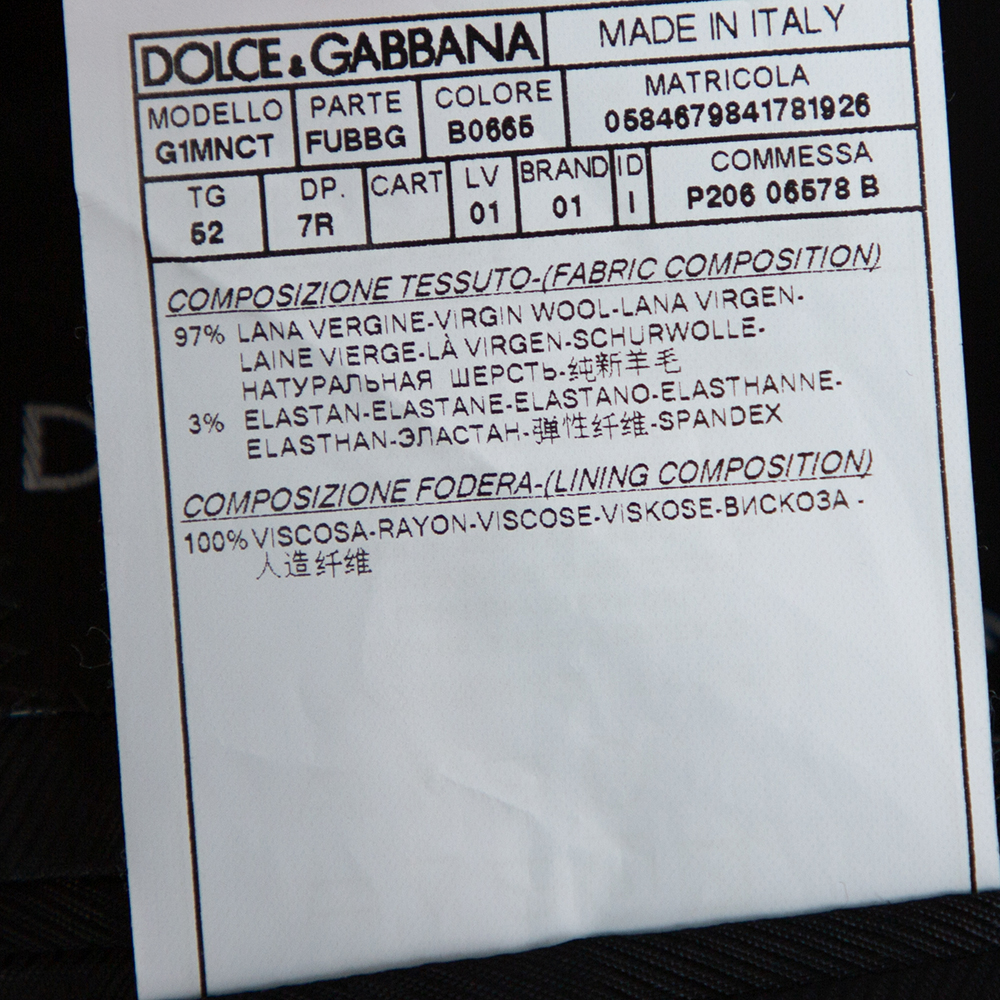 DOLCE&GABBANA MADE IN ITALY
MODELLO PARTE COLORE MATRICOLA
G1MNCT FUBBG B0665 0584679841781926
TG DP. CART LV BRAND ID COMMESSA
52 7R 01 01 I P206 06578 B
COMPOSIZIONE TESSUTO-(FABRIC COMPOSITION)
97% LANA VERGINE-VIRGIN WOOL-LANA VIRGEN-
LAINE VIERGE-LÀ VIRGEN-SCHURWOLLE-
НАТУРАЛЬНАЯ ШЕРСТЬ-纯新羊毛
3% ELASTAN-ELASTANE-ELASTANO-ELASTHANNE-
ELASTHAN-ЭЛАСТАН-弹性纤维-SPANDEX
COMPOSIZIONE FODERA-(LINING COMPOSITION)
100% VISCOSA-RAYON-VISCOSE-VISKOSE-ВИСКОЗА -
人造纤维
D